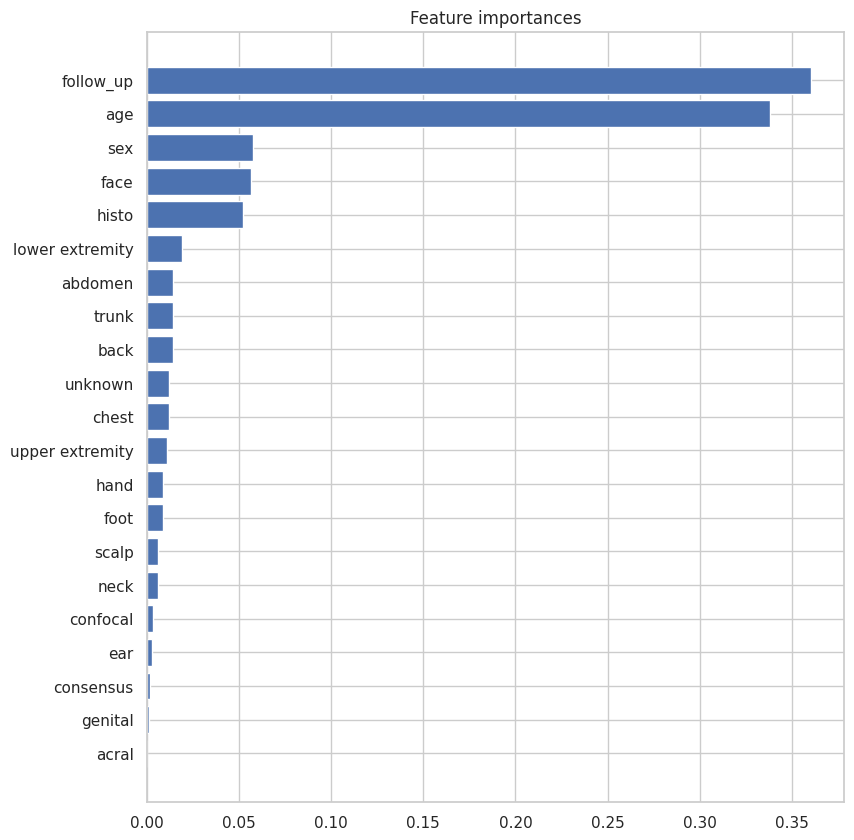 Feature importances
follow_up
age
sex
face
histo
lower extremity
abdomen
trunk
back
unknown
chest
upper extremity
hand
foot
scalp
neck
confocal
ear
consensus
genital
acral
0.00 0.05 0.10 0.15 0.20 0.25 0.30 0.35